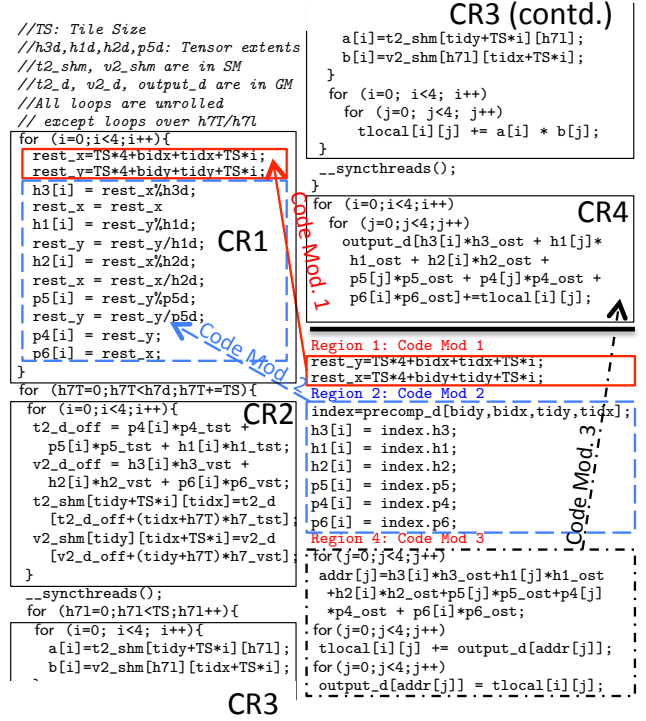 //TS: Tile Size
//h3d,h1d,h2d,p5d: Tensor extents
//t2_shm, v2_shm are in SM
//t2_d, v2_d, output_d are in GM
//All loops are unrolled
// except loops over h7T/h7l
for (i=0;i<4;i++){
rest_x=TS*4+bidx+tidx+TS*i;
rest_y=TS*4+bidy+tidy+TS*i;
h3[i] = rest_x%h3d;
rest_x = rest_x
h1[i] = rest_y%h1d;
rest_y = rest_y/h1d;
h2[i] = rest_x%h2d;
rest_x = rest_x/h2d;
p5[i] = rest_y%p5d;
rest_y = rest_y/p5d;
p4[i] = rest_y;
p6[i] = rest_x;
}
CR1
Code Mod. 1
Code Mod. 2
for (h7T=0;h7T<h7d;h7T+=TS){
for (i=0;i<4;i++){
CR2
t2_d_off = p4[i]*p4_tst +
p5[i]*p5_tst + h1[i]*h1_tst;
v2_d_off = h3[i]*h3_vst +
h2[i]*h2_vst + p6[i]*p6_vst;
t2_shm[tidy+TS*i][tidx]=t2_d
[t2_d_off+(tidx+h7T)*h7_tst];
v2_shm[tidy][tidx+TS*i]=v2_d
[v2_d_off+(tidy+h7T)*h7_vst];
}
__syncthreads();
for (h7l=0;h7l<TS;h7l++){
for (i=0; i<4; i++){
a[i]=t2_shm[tidy+TS*i][h7l];
b[i]=v2_shm[h7l][tidx+TS*i];
CR3
CR3 (contd.)
a[i]=t2_shm[tidy+TS*i][h7l];
b[i]=v2_shm[h7l][tidx+TS*i];
}
for (i=0; i<4; i++)
for (j=0; j<4; j++)
tlocal[i][j] += a[i] * b[j];
}
__syncthreads();
}
for (i=0;i<4;i++)
CR4
for (j=0;j<4;j++)
output_d[h3[i]*h3_ost + h1[j]*
h1_ost + h2[i]*h2_ost +
p5[j]*p5_ost + p4[j]*p4_ost +
p6[i]*p6_ost]+=tlocal[i][j];
Region 1: Code Mod 1
rest_y=TS*4+bidx+tidx+TS*i;
rest_x=TS*4+bidy+tidy+TS*i;
Region 2: Code Mod 2
index=precomp_d[bidy,bidx,tidy,tidx];
h3[i] = index.h3;
h1[i] = index.h1;
h2[i] = index.h2;
p5[i] = index.p5;
p4[i] = index.p4;
p6[i] = index.p6;
Code Mod. 3
Region 4: Code Mod 3
for(j=0;j<4;j++)
addr[j]=h3[i]*h3_ost+h1[j]*h1_ost
+h2[i]*h2_ost+p5[j]*p5_ost+p4[j]
*p4_ost + p6[i]*p6_ost;
for(j=0;j<4;j++)
tlocal[i][j] += output_d[addr[j]];
for(j=0;j<4;j++)
output_d[addr[j]] = tlocal[i][j];